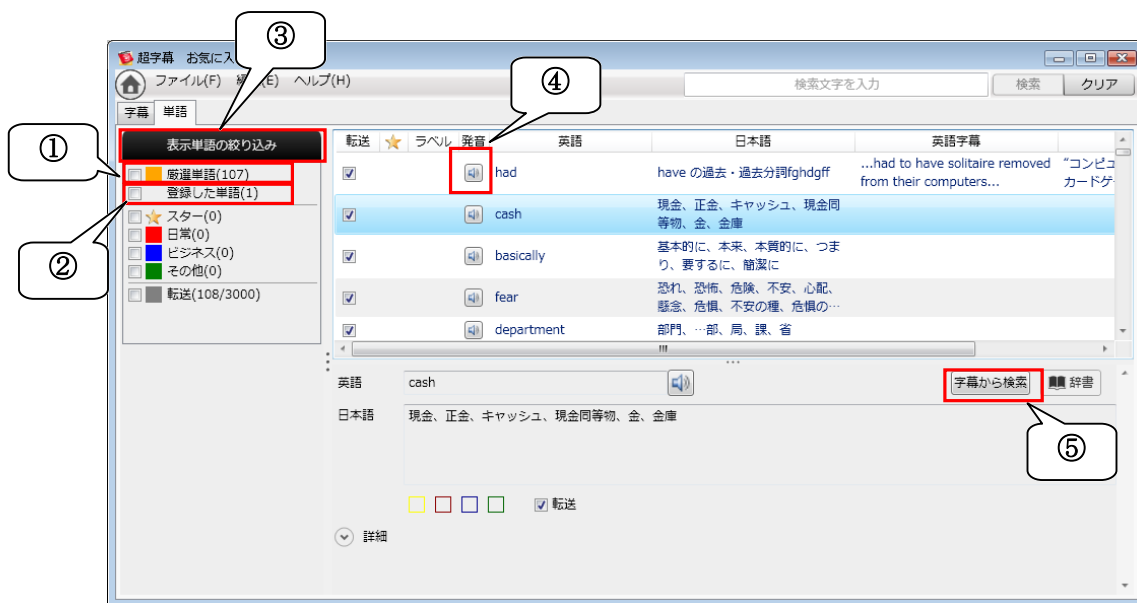 ③
超字幕 お気に入
ファイル(F) (E) ヘルプ(H)
④
検索文字を入力 検索 クリア
字幕 単語
①
表示単語の絞り込み
厳選単語(107)
登録した単語(1)
スター(0)
日常(0)
ビジネス(0)
その他(0)
転送(108/3000)
②
転送 ラベル 発音 英語 日本語 英語字幕
had have の過去・過去分詞fghdgff ...had to have solitaire removed "コンピュ
from their computers... カードゲ
cash 現金、正金、キャッシュ、現金同
等物、金、金庫
basically 基本的に、本来、本質的に、つま
り、要するに、簡潔に
fear 恐れ、恐怖、危険、不安、心配、
懸念、危惧、不安の種、危惧の…
department 部門、…部、局、課、省
英語 cash 字幕から検索 辞書
日本語 現金、正金、キャッシュ、現金同等物、金、金庫
⑤
転送
詳細